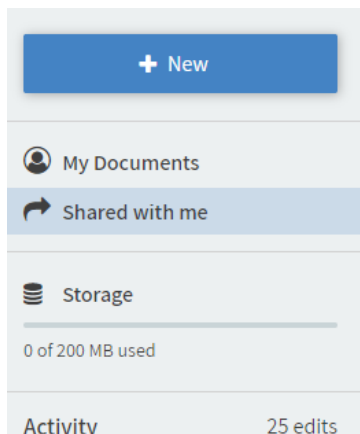 New
My Documents
Shared with me
Storage
0 of 200 MB used
Activity 25 edits